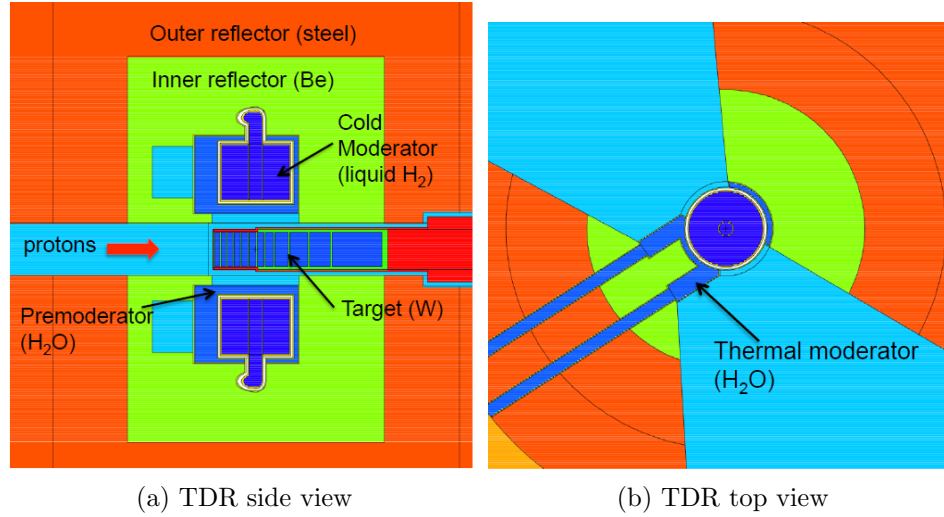 Outer reflector (steel)
Inner reflector (Be)
Cold
Moderator
(liquid H₂)
protons
Premoderator
(H₂O)
Target (W)
Thermal moderator
(H₂O)
(a) TDR side view
(b) TDR top view